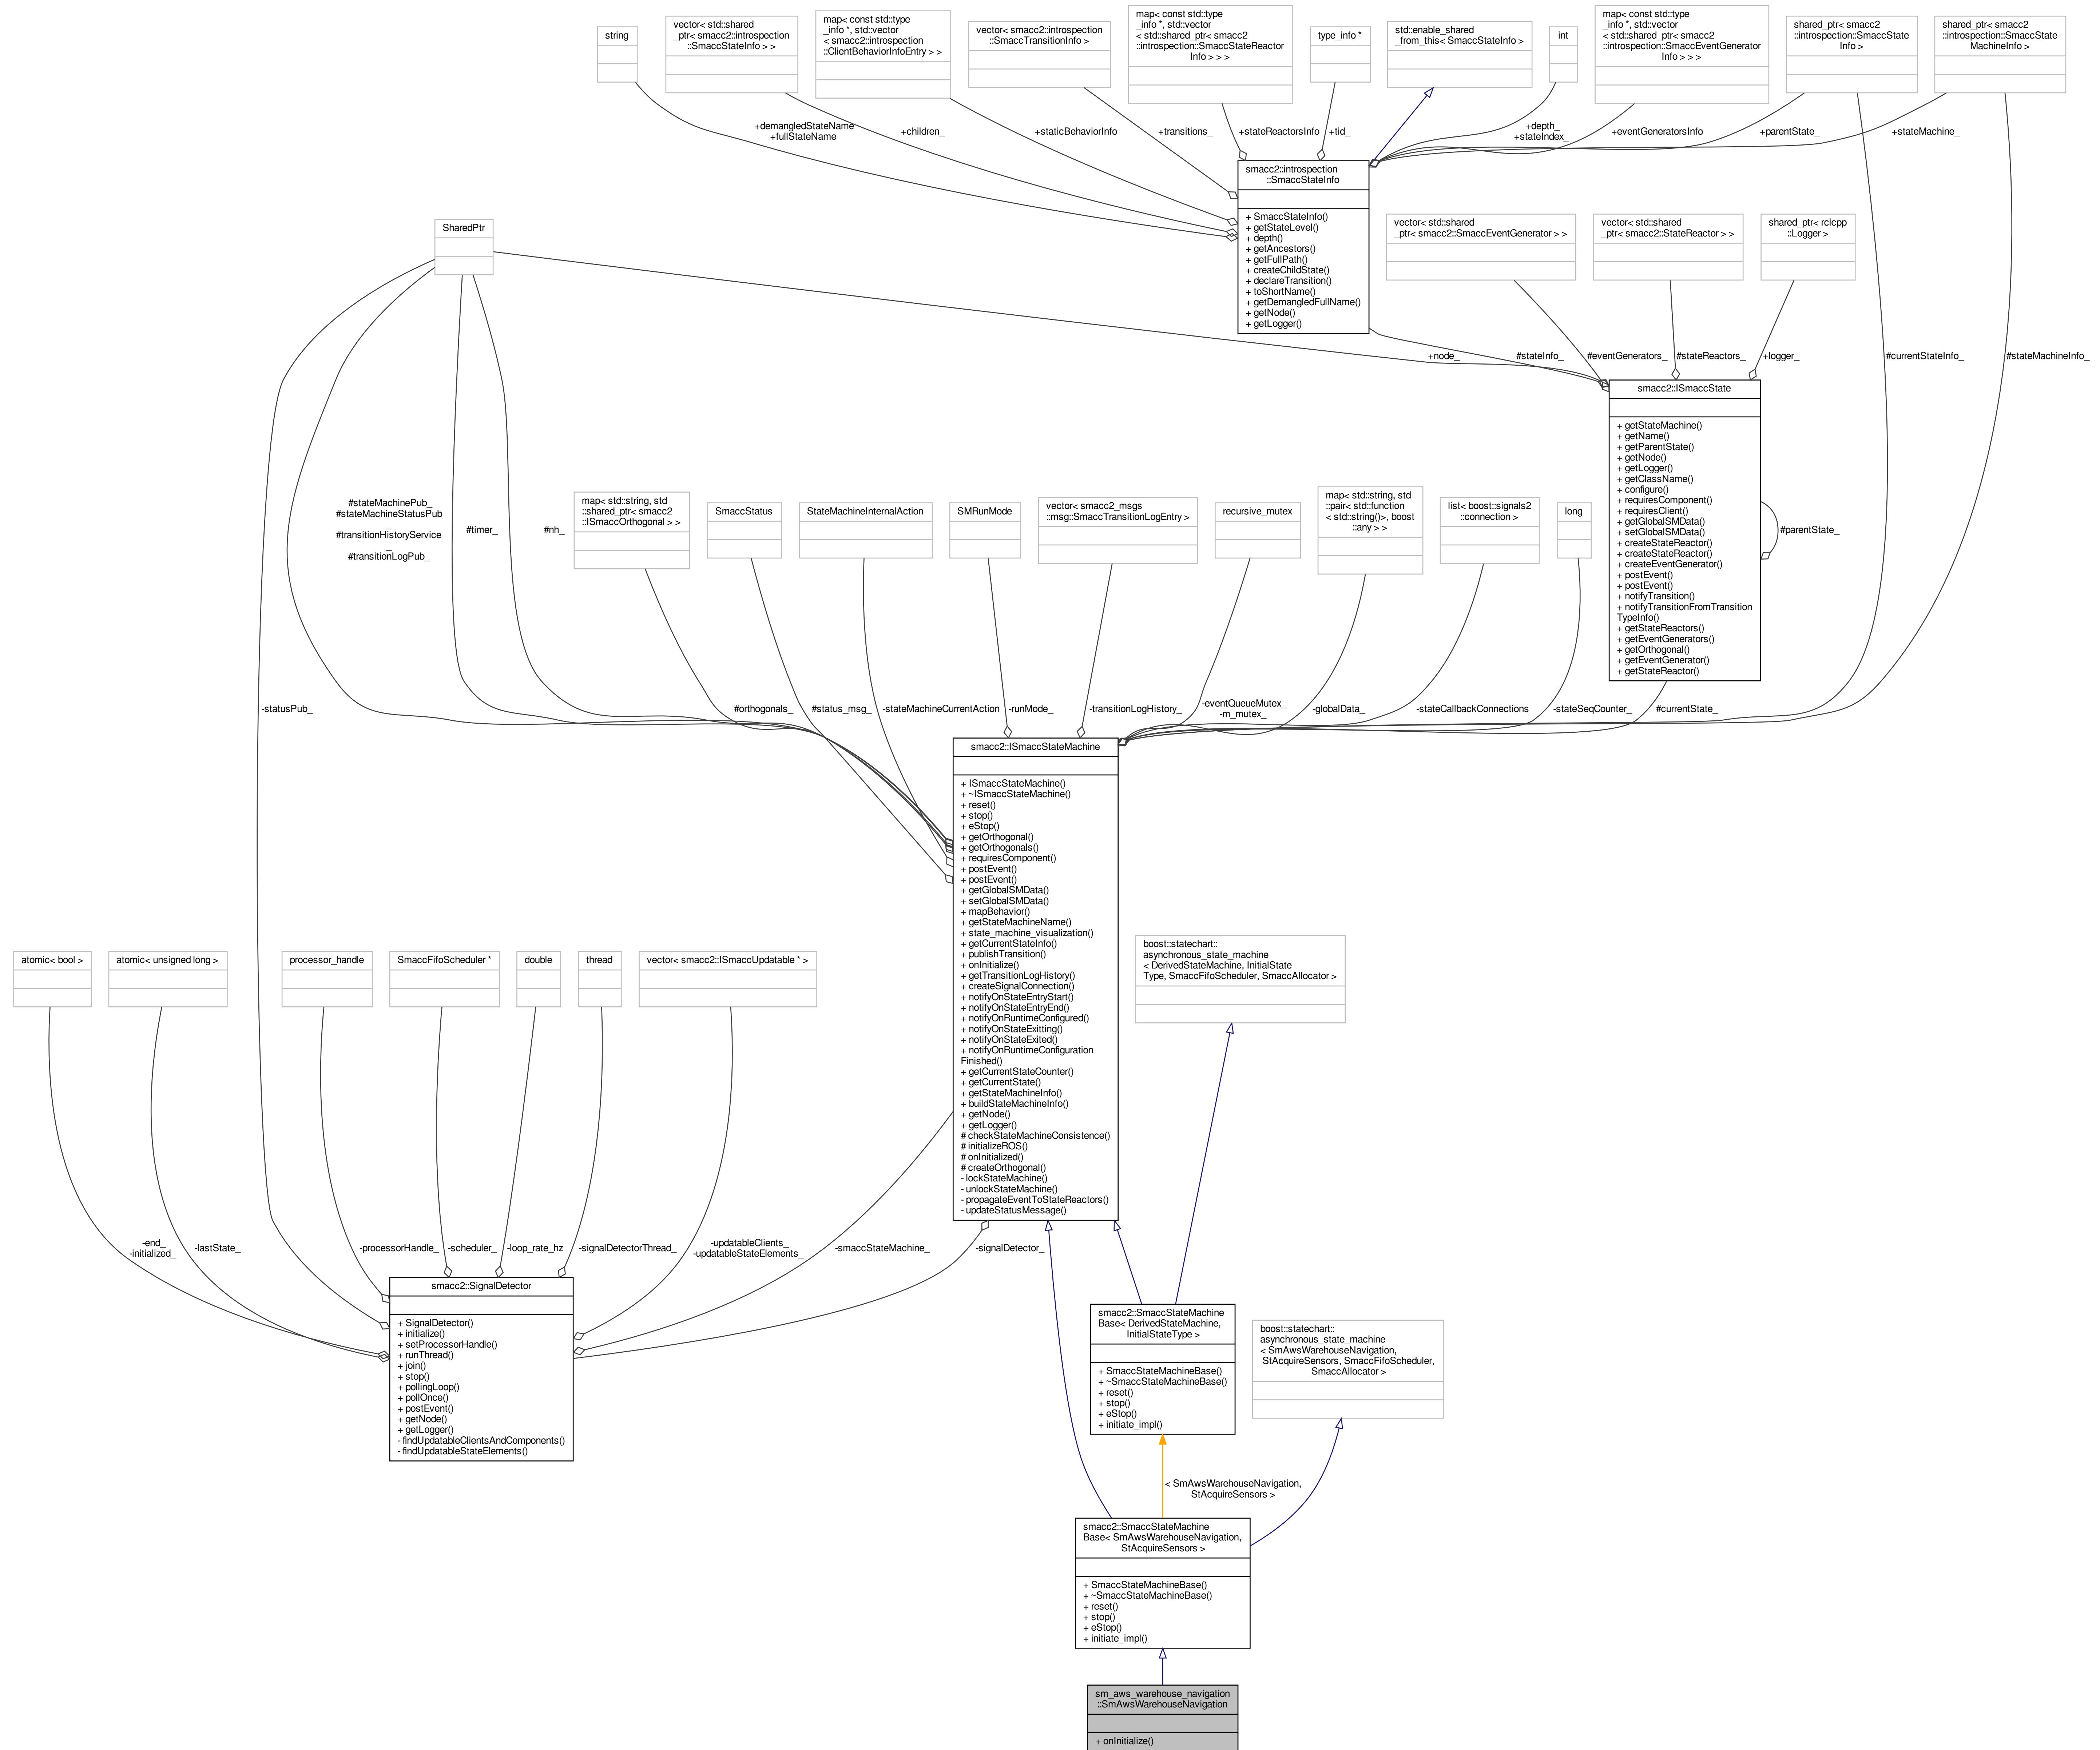 string
vector< std::shared
_ptr< smacc2::introspection
::SmaccStateInfo > >
map< const std::type
_info *, std::vector
< smacc2::introspection
::ClientBehaviorInfoEntry > >
vector< smacc2::introspection
::SmaccTransitionInfo >
map< const std::type
_info *, std::vector
< std::shared_ptr< smacc2
::introspection::SmaccStateReactor
Info > > >
type_info *
std::enable_shared
_from_this< SmaccStateInfo >
int
map< const std::type
_info *, std::vector
< std::shared_ptr< smacc2
::introspection::SmaccEventGenerator
Info > > >
shared_ptr< smacc2
::introspection::SmaccState
Info >
shared_ptr< smacc2
::introspection::SmaccState
MachineInfo >
+demangledStateName
+fullStateName
+children_
+staticBehaviorInfo
+transitions_
+stateReactorsInfo
+tid_
+depth_
+stateIndex_
+eventGeneratorsInfo
+parentState_
+stateMachine_
smacc2::introspection
::SmaccStateInfo
+ SmaccStateInfo()
+ getStateLevel()
+ depth()
+ getAncestors()
+ getFullPath()
+ createChildState()
+ declareTransition()
+ toShortName()
+ getDemangledFullName()
+ getNode()
+ getLogger()
SharedPtr
vector< std::shared
_ptr< smacc2::SmaccEventGenerator > >
vector< std::shared
_ptr< smacc2::StateReactor > >
shared_ptr< rclcpp
::Logger >
+node_
#stateInfo_
#eventGenerators_
#stateReactors_
+logger_
#currentStateInfo_
#stateMachineInfo_
smacc2::ISmaccState
+ getStateMachine()
+ getName()
+ getParentState()
+ getNode()
+ getLogger()
+ getClassName()
+ configure()
+ requiresComponent()
+ requiresClient()
+ getGlobalSMData()
+ setGlobalSMData()
+ createStateReactor()
+ createStateReactor()
+ createEventGenerator()
+ postEvent()
+ postEvent()
+ notifyTransition()
+ notifyTransitionFromTransition
TypeInfo()
+ getStateReactors()
+ getEventGenerators()
+ getOrthogonal()
+ getEventGenerator()
+ getStateReactor()
#parentState_
#stateMachinePub_
#stateMachineStatusPub
_
#transitionHistoryService
_
#transitionLogPub_
#timer_
#nh_
map< std::string, std
::shared_ptr< smacc2
::ISmaccOrthogonal > >
SmaccStatus
StateMachineInternalAction
SMRunMode
vector< smacc2_msgs
::msg::SmaccTransitionLogEntry >
recursive_mutex
map< std::string, std
::pair< std::function
< std::string()>, boost
::any > >
list< boost::signals2
::connection >
long
-statusPub_
#orthogonals_
#status_msg_
-stateMachineCurrentAction
-runMode_
-transitionLogHistory_
-eventQueueMutex_
-m_mutex_
-globalData_
-stateCallbackConnections
-stateSeqCounter_
#currentState_
smacc2::ISmaccStateMachine
+ ISmaccStateMachine()
+ ~ISmaccStateMachine()
+ reset()
+ stop()
+ eStop()
+ getOrthogonal()
+ getOrthogonals()
+ requiresComponent()
+ postEvent()
+ postEvent()
+ getGlobalSMData()
+ setGlobalSMData()
+ mapBehavior()
+ getStateMachineName()
+ state_machine_visualization()
+ getCurrentStateInfo()
+ publishTransition()
+ onInitialize()
+ getTransitionLogHistory()
+ createSignalConnection()
+ notifyOnStateEntryStart()
+ notifyOnStateEntryEnd()
+ notifyOnRuntimeConfigured()
+ notifyOnStateExitting()
+ notifyOnStateExited()
+ notifyOnRuntimeConfiguration
Finished()
+ getCurrentStateCounter()
+ getCurrentState()
+ getStateMachineInfo()
+ buildStateMachineInfo()
+ getNode()
+ getLogger()
# checkStateMachineConsistence()
# initializeROS()
# onInitialized()
# createOrthogonal()
- lockStateMachine()
- unlockStateMachine()
- propagateEventToStateReactors()
- updateStatusMessage()
atomic< bool >
atomic< unsigned long >
processor_handle
SmaccFifoScheduler *
double
thread
vector< smacc2::ISmaccUpdatable * >
boost::statechart::
asynchronous_state_machine
< DerivedStateMachine, InitialState
Type, SmaccFifoScheduler, SmaccAllocator >
-end_
-initialized_
-lastState_
-processorHandle_
-scheduler_
-loop_rate_hz
-signalDetectorThread_
-updatableClients_
-updatableStateElements_
-smaccStateMachine_
-signalDetector_
smacc2::SignalDetector
+ SignalDetector()
+ initialize()
+ setProcessorHandle()
+ runThread()
+ join()
+ stop()
+ pollingLoop()
+ pollOnce()
+ postEvent()
+ getNode()
+ getLogger()
- findUpdatableClientsAndComponents()
- findUpdatableStateElements()
smacc2::SmaccStateMachine
Base< DerivedStateMachine,
InitialStateType >
+ SmaccStateMachineBase()
+ ~SmaccStateMachineBase()
+ reset()
+ stop()
+ eStop()
+ initiate_impl()
boost::statechart::
asynchronous_state_machine
< SmAwsWarehouseNavigation,
StAcquireSensors, SmaccFifoScheduler,
SmaccAllocator >
< SmAwsWarehouseNavigation,
StAcquireSensors >
smacc2::SmaccStateMachine
Base< SmAwsWarehouseNavigation,
StAcquireSensors >
+ SmaccStateMachineBase()
+ ~SmaccStateMachineBase()
+ reset()
+ stop()
+ eStop()
+ initiate_impl()
sm_aws_warehouse_navigation
::SmAwsWarehouseNavigation
+ onInitialize()